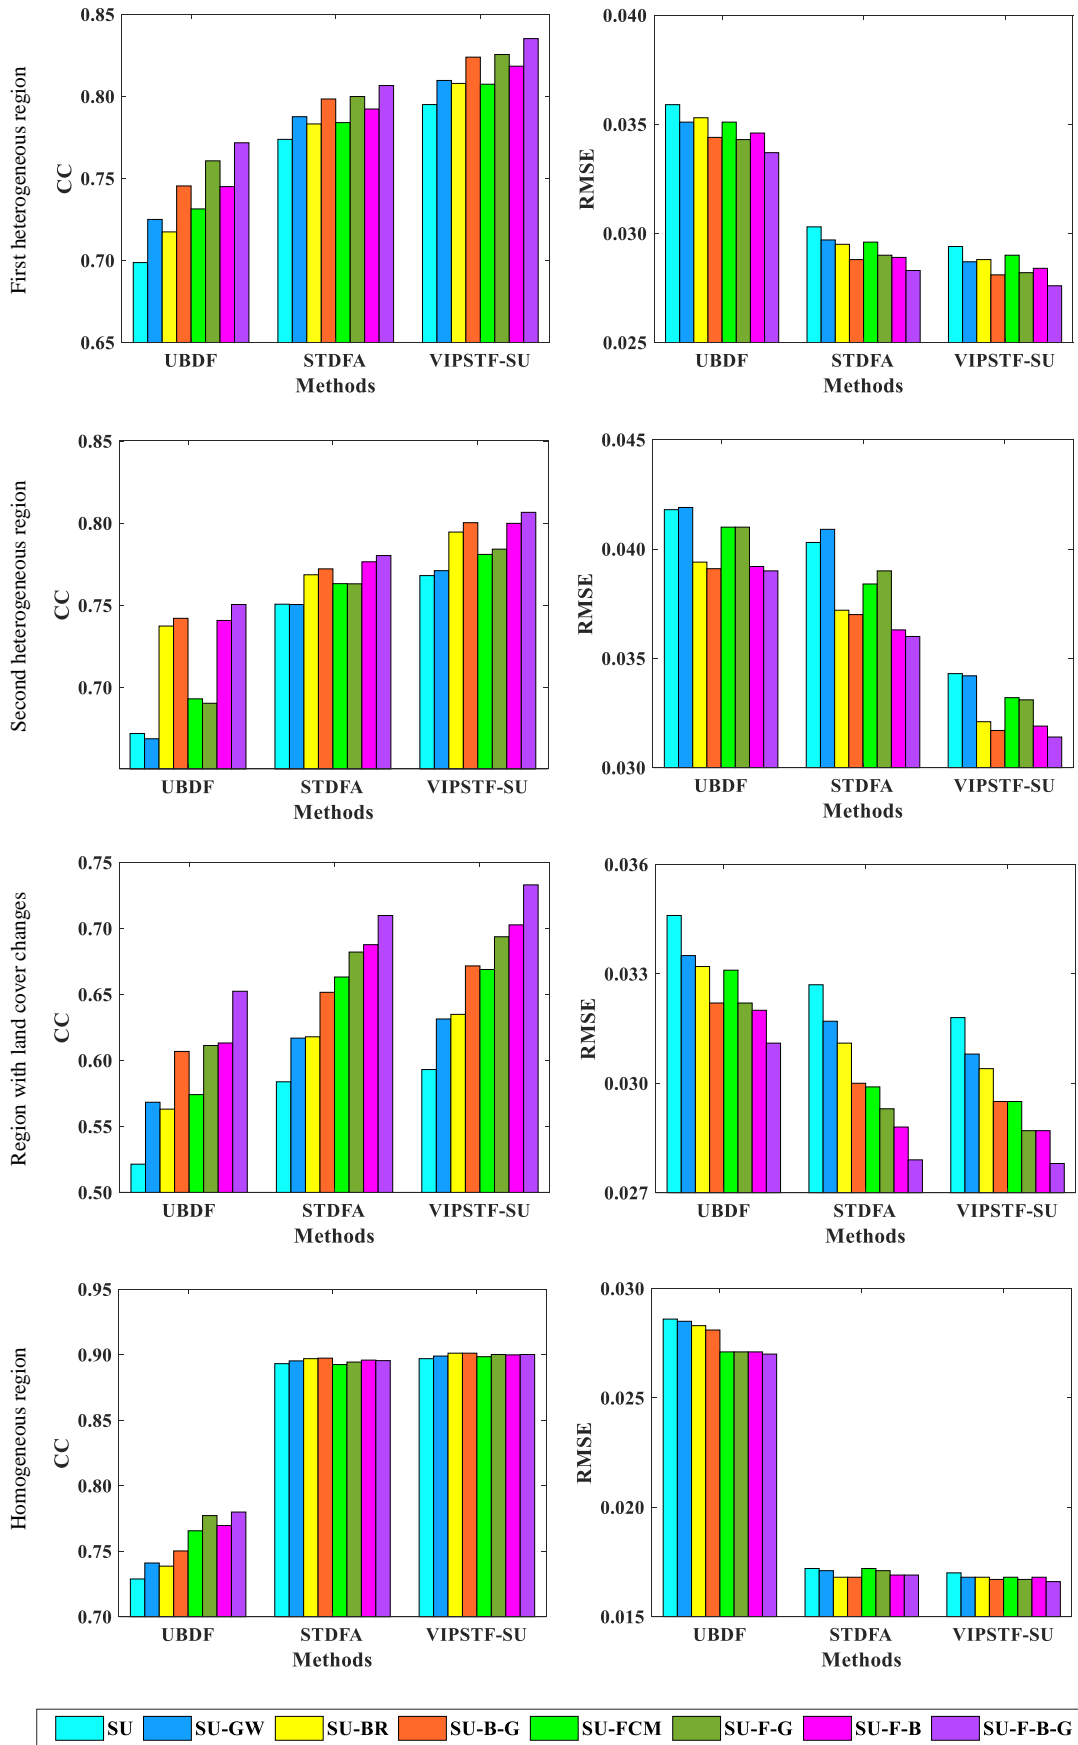 First heterogeneous region
CC
0.85
0.80
0.75
0.70
0.65
UBDF STDFA VIPSTF-SU
Methods
RMSE
0.040
0.035
0.030
0.025
UBDF STDFA VIPSTF-SU
Methods
Second heterogeneous region
CC
0.85
0.80
0.75
0.70
UBDF STDFA VIPSTF-SU
Methods
RMSE
0.045
0.040
0.035
0.030
UBDF STDFA VIPSTF-SU
Methods
Region with land cover changes
CC
0.75
0.70
0.65
0.60
0.55
0.50
UBDF STDFA VIPSTF-SU
Methods
RMSE
0.036
0.033
0.030
0.027
UBDF STDFA VIPSTF-SU
Methods
Homogeneous region
CC
0.95
0.90
0.85
0.80
0.75
0.70
UBDF STDFA VIPSTF-SU
Methods
RMSE
0.030
0.025
0.020
0.015
UBDF STDFA VIPSTF-SU
Methods
SU SU-GW SU-BR SU-B-G SU-FCM SU-F-G SU-F-B SU-F-B-G